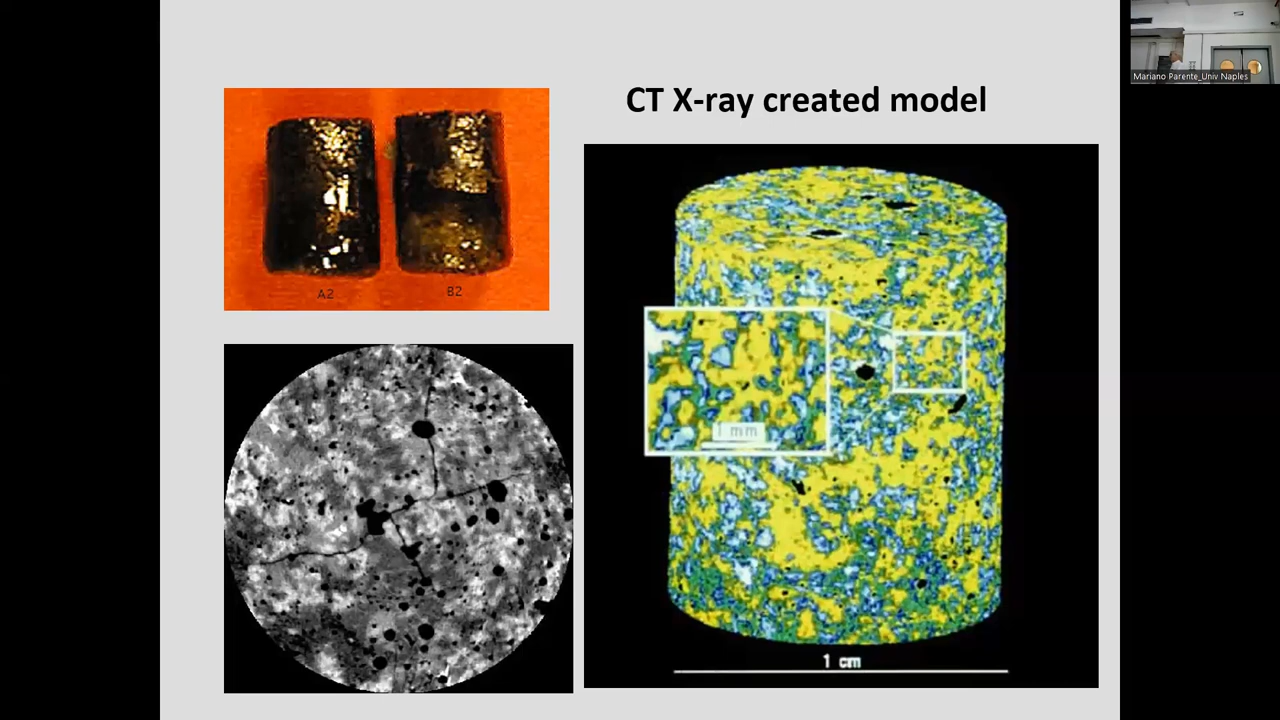 CT X-ray created model
Mariano Parente_Univ Naples
A2
B2
1 mm
1 cm